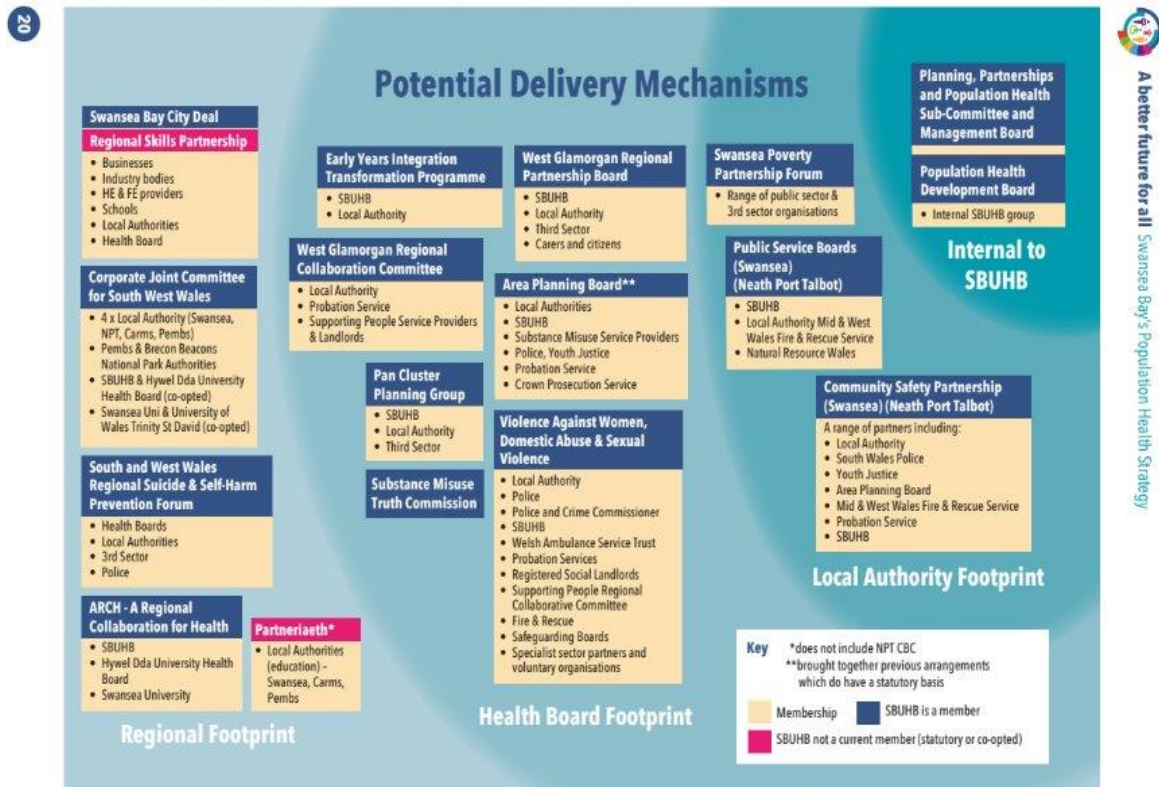 20
A better future for all Swansea Bay's Population Health Strategy
Potential Delivery Mechanisms
Swansea Bay City Deal
Regional Skills Partnership
• Businesses
• Industry bodies
• HE & FE providers
• Schools
• Local Authorities
• Health Board
Corporate Joint Committee
for South West Wales
• 4 x Local Authority (Swansea,
NPT, Carms, Pembs)
• Pembs & Brecon Beacons
National Park Authorities
• SBUHB & Hywel Dda University
Health Board (co-opted)
• Swansea Uni & University of
Wales Trinity St David (co-opted)
South and West Wales
Regional Suicide & Self-Harm
Prevention Forum
• Health Boards
• Local Authorities
• 3rd Sector
• Police
ARCH - A Regional
Collaboration for Health
• SBUHB
• Hywel Dda University Health
Board
• Swansea University
Partneriaeth*
• Local Authorities
(education) –
Swansea, Carms,
Pembs
Regional Footprint
Early Years Integration
Transformation Programme
• SBUHB
• Local Authority
West Glamorgan Regional
Collaboration Committee
• Local Authority
• Probation Service
• Supporting People Service Providers
& Landlords
Pan Cluster
Planning Group
• SBUHB
• Local Authority
• Third Sector
Substance Misuse
Truth Commission
West Glamorgan Regional
Partnership Board
• SBUHB
• Local Authority
• Third Sector
• Carers and citizens
Area Planning Board**
• Local Authorities
• SBUHB
• Substance Misuse Service Providers
• Police, Youth Justice
• Probation Service
• Crown Prosecution Service
Violence Against Women,
Domestic Abuse & Sexual
Violence
• Local Authority
• Police
• Police and Crime Commissioner
• SBUHB
• Welsh Ambulance Service Trust
• Probation Services
• Registered Social Landlords
• Supporting People Regional
Collaborative Committee
• Fire & Rescue
• Safeguarding Boards
• Specialist sector partners and
voluntary organisations
Health Board Footprint
Swansea Poverty
Partnership Forum
• Range of public sector &
3rd sector organisations
Public Service Boards
(Swansea)
(Neath Port Talbot)
• SBUHB
• Local Authority Mid & West
Wales Fire & Rescue Service
• Natural Resource Wales
Community Safety Partnership
(Swansea) (Neath Port Talbot)
A range of partners including:
• Local Authority
• South Wales Police
• Youth Justice
• Area Planning Board
• Mid & West Wales Fire & Rescue Service
• Probation Service
• SBUHB
Local Authority Footprint
Planning, Partnerships
and Population Health
Sub-Committee and
Management Board
Population Health
Development Board
• Internal SBUHB group
Internal to
SBUHB
Key *does not include NPT CBC
**brought together previous arrangements
which do have a statutory basis
Membership SBUHB is a member
SBUHB not a current member (statutory or co-opted)